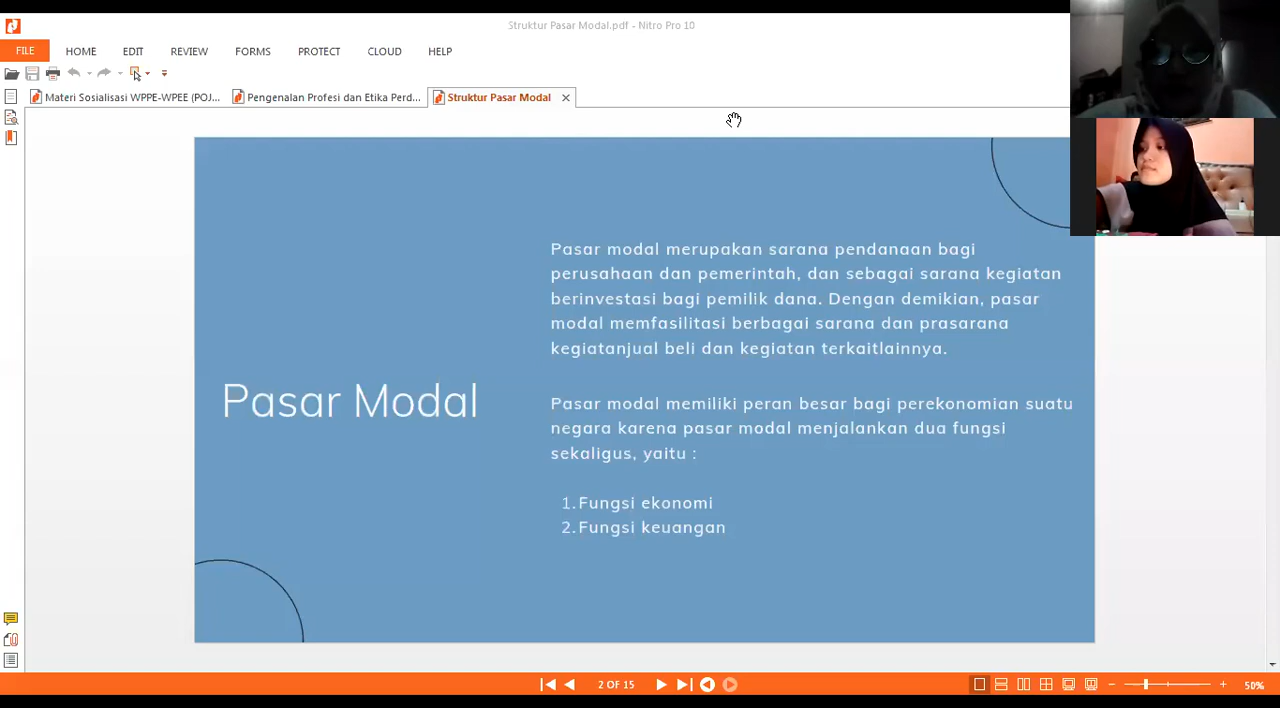 Struktur Pasar Modal.pdf - Nitro Pro 10
FILE HOME EDIT REVIEW FORMS PROTECT CLOUD HELP
Materi Sosialisasi WPPE-WPEE (POJ... Pengenalan Profesi dan Etika Perd... Struktur Pasar Modal
Pasar modal merupakan sarana pendanaan bagi
perusahaan dan pemerintah, dan sebagai sarana kegiatan
berinvestasi bagi pemilik dana. Dengan demikian, pasar
modal memfasilitasi berbagai sarana dan prasarana
kegiatanjual beli dan kegiatan terkaitlainnya.
Pasar Modal
Pasar modal memiliki peran besar bagi perekonomian suatu
negara karena pasar modal menjalankan dua fungsi
sekaligus, yaitu :
1.Fungsi ekonomi
2.Fungsi keuangan
2 OF 15
50%